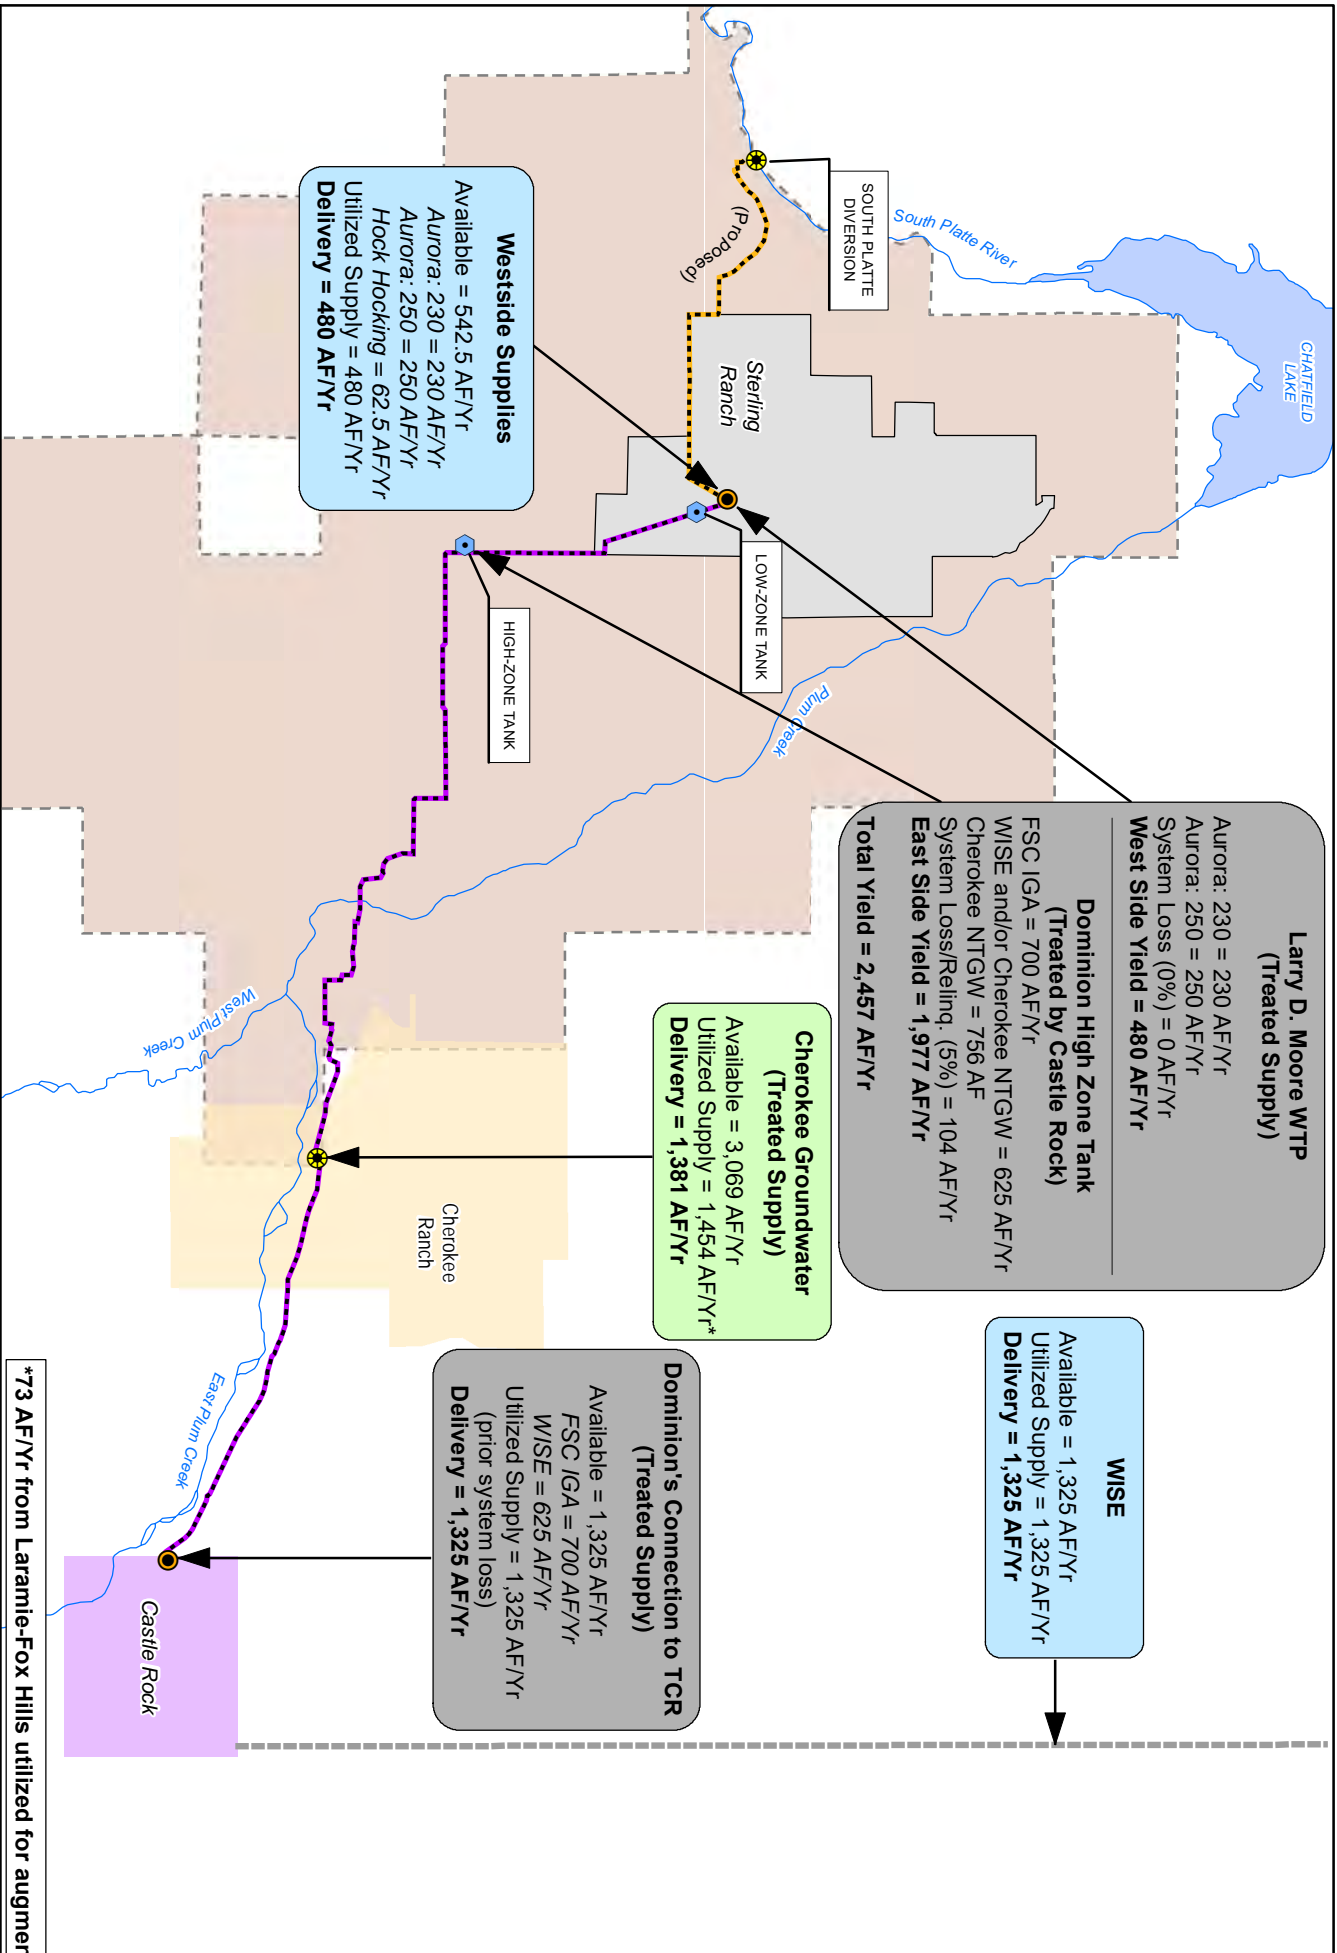 CHATFIELD
LAKE
South Platte River
SOUTH PLATTE
DIVERSION
(Proposed)
Sterling
Ranch
Westside Supplies
Available = 542.5 AF/Yr
Aurora: 230 = 230 AF/Yr
Aurora: 250 = 250 AF/Yr
Hock Hocking = 62.5 AF/Yr
Utilized Supply = 480 AF/Yr
Delivery = 480 AF/Yr
LOW-ZONE TANK
HIGH-ZONE TANK
Plum Creek
Larry D. Moore WTP
(Treated Supply)
Aurora: 230 = 230 AF/Yr
Aurora: 250 = 250 AF/Yr
System Loss (0%) = 0 AF/Yr
West Side Yield = 480 AF/Yr
Dominion High Zone Tank
(Treated by Castle Rock)
FSC IGA = 700 AF/Yr
WISE and/or Cherokee NTGW = 625 AF/Yr
Cherokee NTGW = 756 AF
System Loss/Relinq. (5%) = 104 AF/Yr
East Side Yield = 1,977 AF/Yr
Total Yield = 2,457 AF/Yr
West Plum Creek
Cherokee Groundwater
(Treated Supply)
Available = 3,069 AF/Yr
Utilized Supply = 1,454 AF/Yr*
Delivery = 1,381 AF/Yr
Cherokee
Ranch
WISE
Available = 1,325 AF/Yr
Utilized Supply = 1,325 AF/Yr
Delivery = 1,325 AF/Yr
Dominion's Connection to TCR
(Treated Supply)
Available = 1,325 AF/Yr
FSC IGA = 700 AF/Yr
WISE = 625 AF/Yr
Utilized Supply = 1,325 AF/Yr
(prior system loss)
Delivery = 1,325 AF/Yr
East Plum Creek
Castle Rock
*73 AF/Yr from Laramie-Fox Hills utilized for augmen